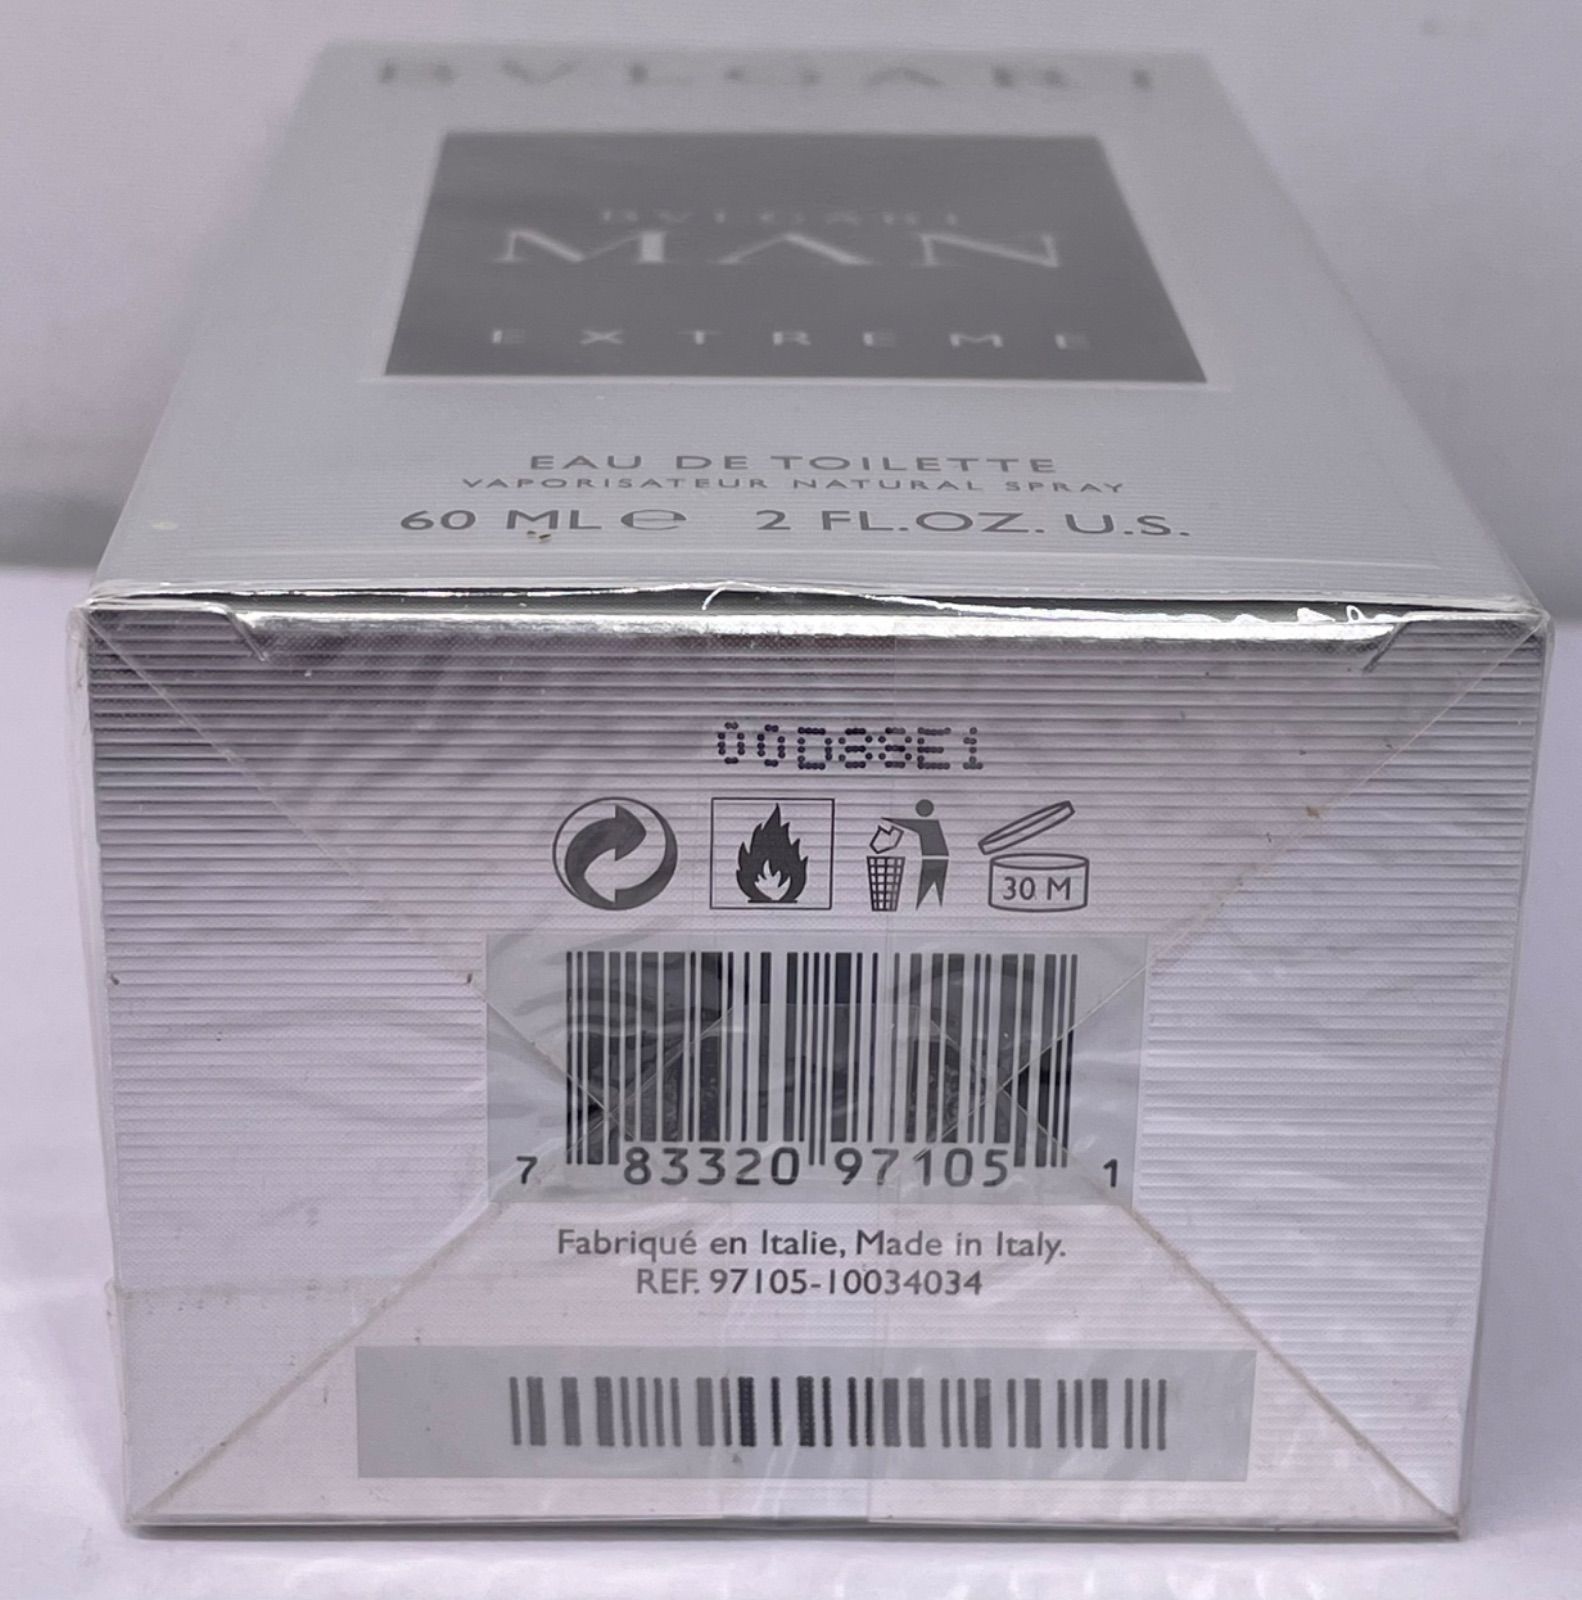 BVLGARI
BVLGARI
MAN
EXTREME
EAU DE TOILETTE
VAPORISATEUR NATURAL SPRAY
60 ML ℮ 2 FL.OZ. U.S.
00D88E1
30 M
7 83320 97105 1
Fabriqué en Italie, Made in Italy.
REF. 97105-10034034